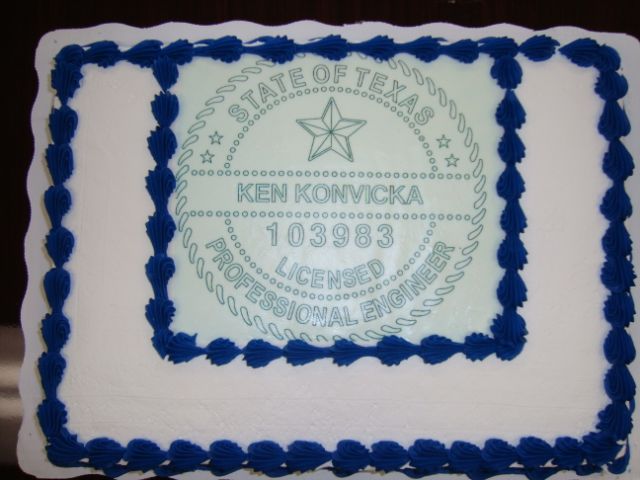 STATE OF TEXAS
KEN KONVICKA
103983
LICENSED
PROFESSIONAL ENGINEER